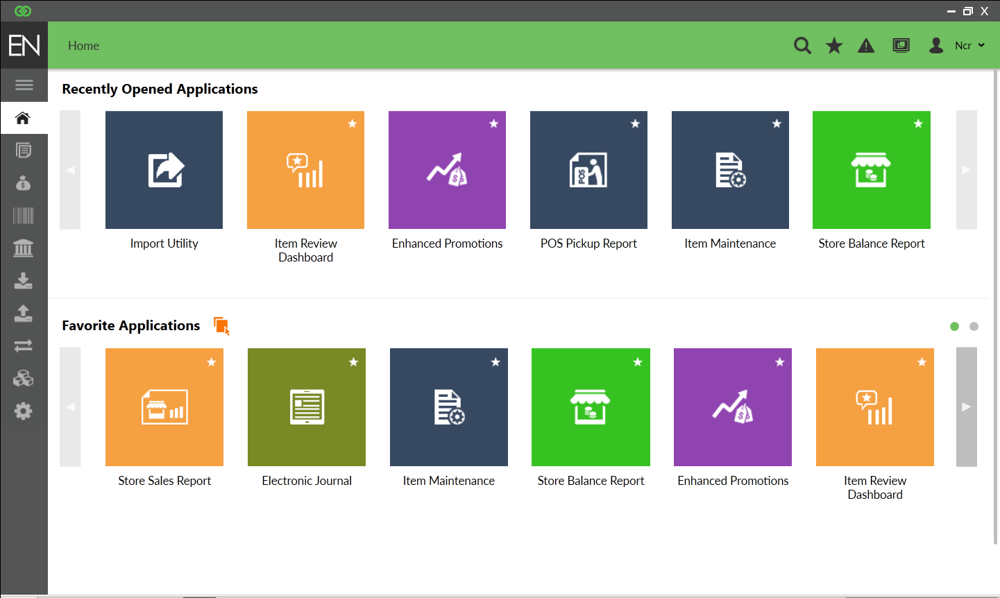 X
EN
Home
L
Ncr
Recently Opened Applications
POS
$ $
Import Utility
Item Review
Dashboard
Enhanced Promotions
POS Pickup Report
Item Maintenance
Store Balance Report
Favorite Applications
$ $
Store Sales Report
Electronic Journal
Item Maintenance
Store Balance Report
Enhanced Promotions
Item Review
Dashboard